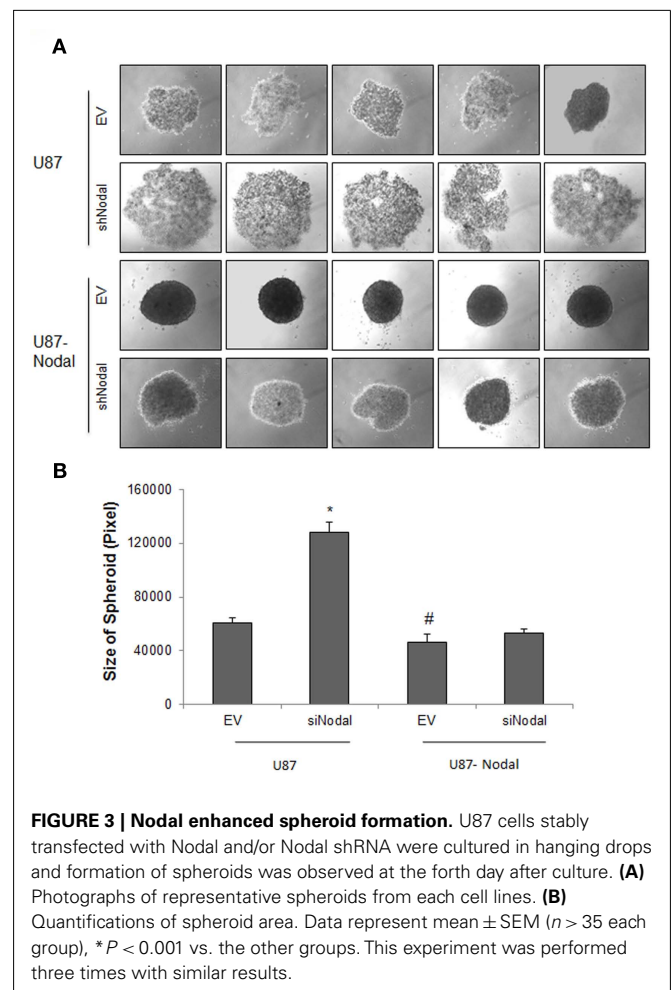 A
U87
EV
shNodal
U87-
Nodal
EV
shNodal
B
Size of Spheroid (Pixel)
160000
120000
80000
40000
0
*
#
EV
siNodal
EV
siNodal
U87
U87- Nodal
FIGURE 3 | Nodal enhanced spheroid formation. U87 cells stably
transfected with Nodal and/or Nodal shRNA were cultured in hanging drops
and formation of spheroids was observed at the forth day after culture. (A)
Photographs of representative spheroids from each cell lines. (B)
Quantifications of spheroid area. Data represent mean ± SEM (n > 35 each
group), *P < 0.001 vs. the other groups. This experiment was performed
three times with similar results.